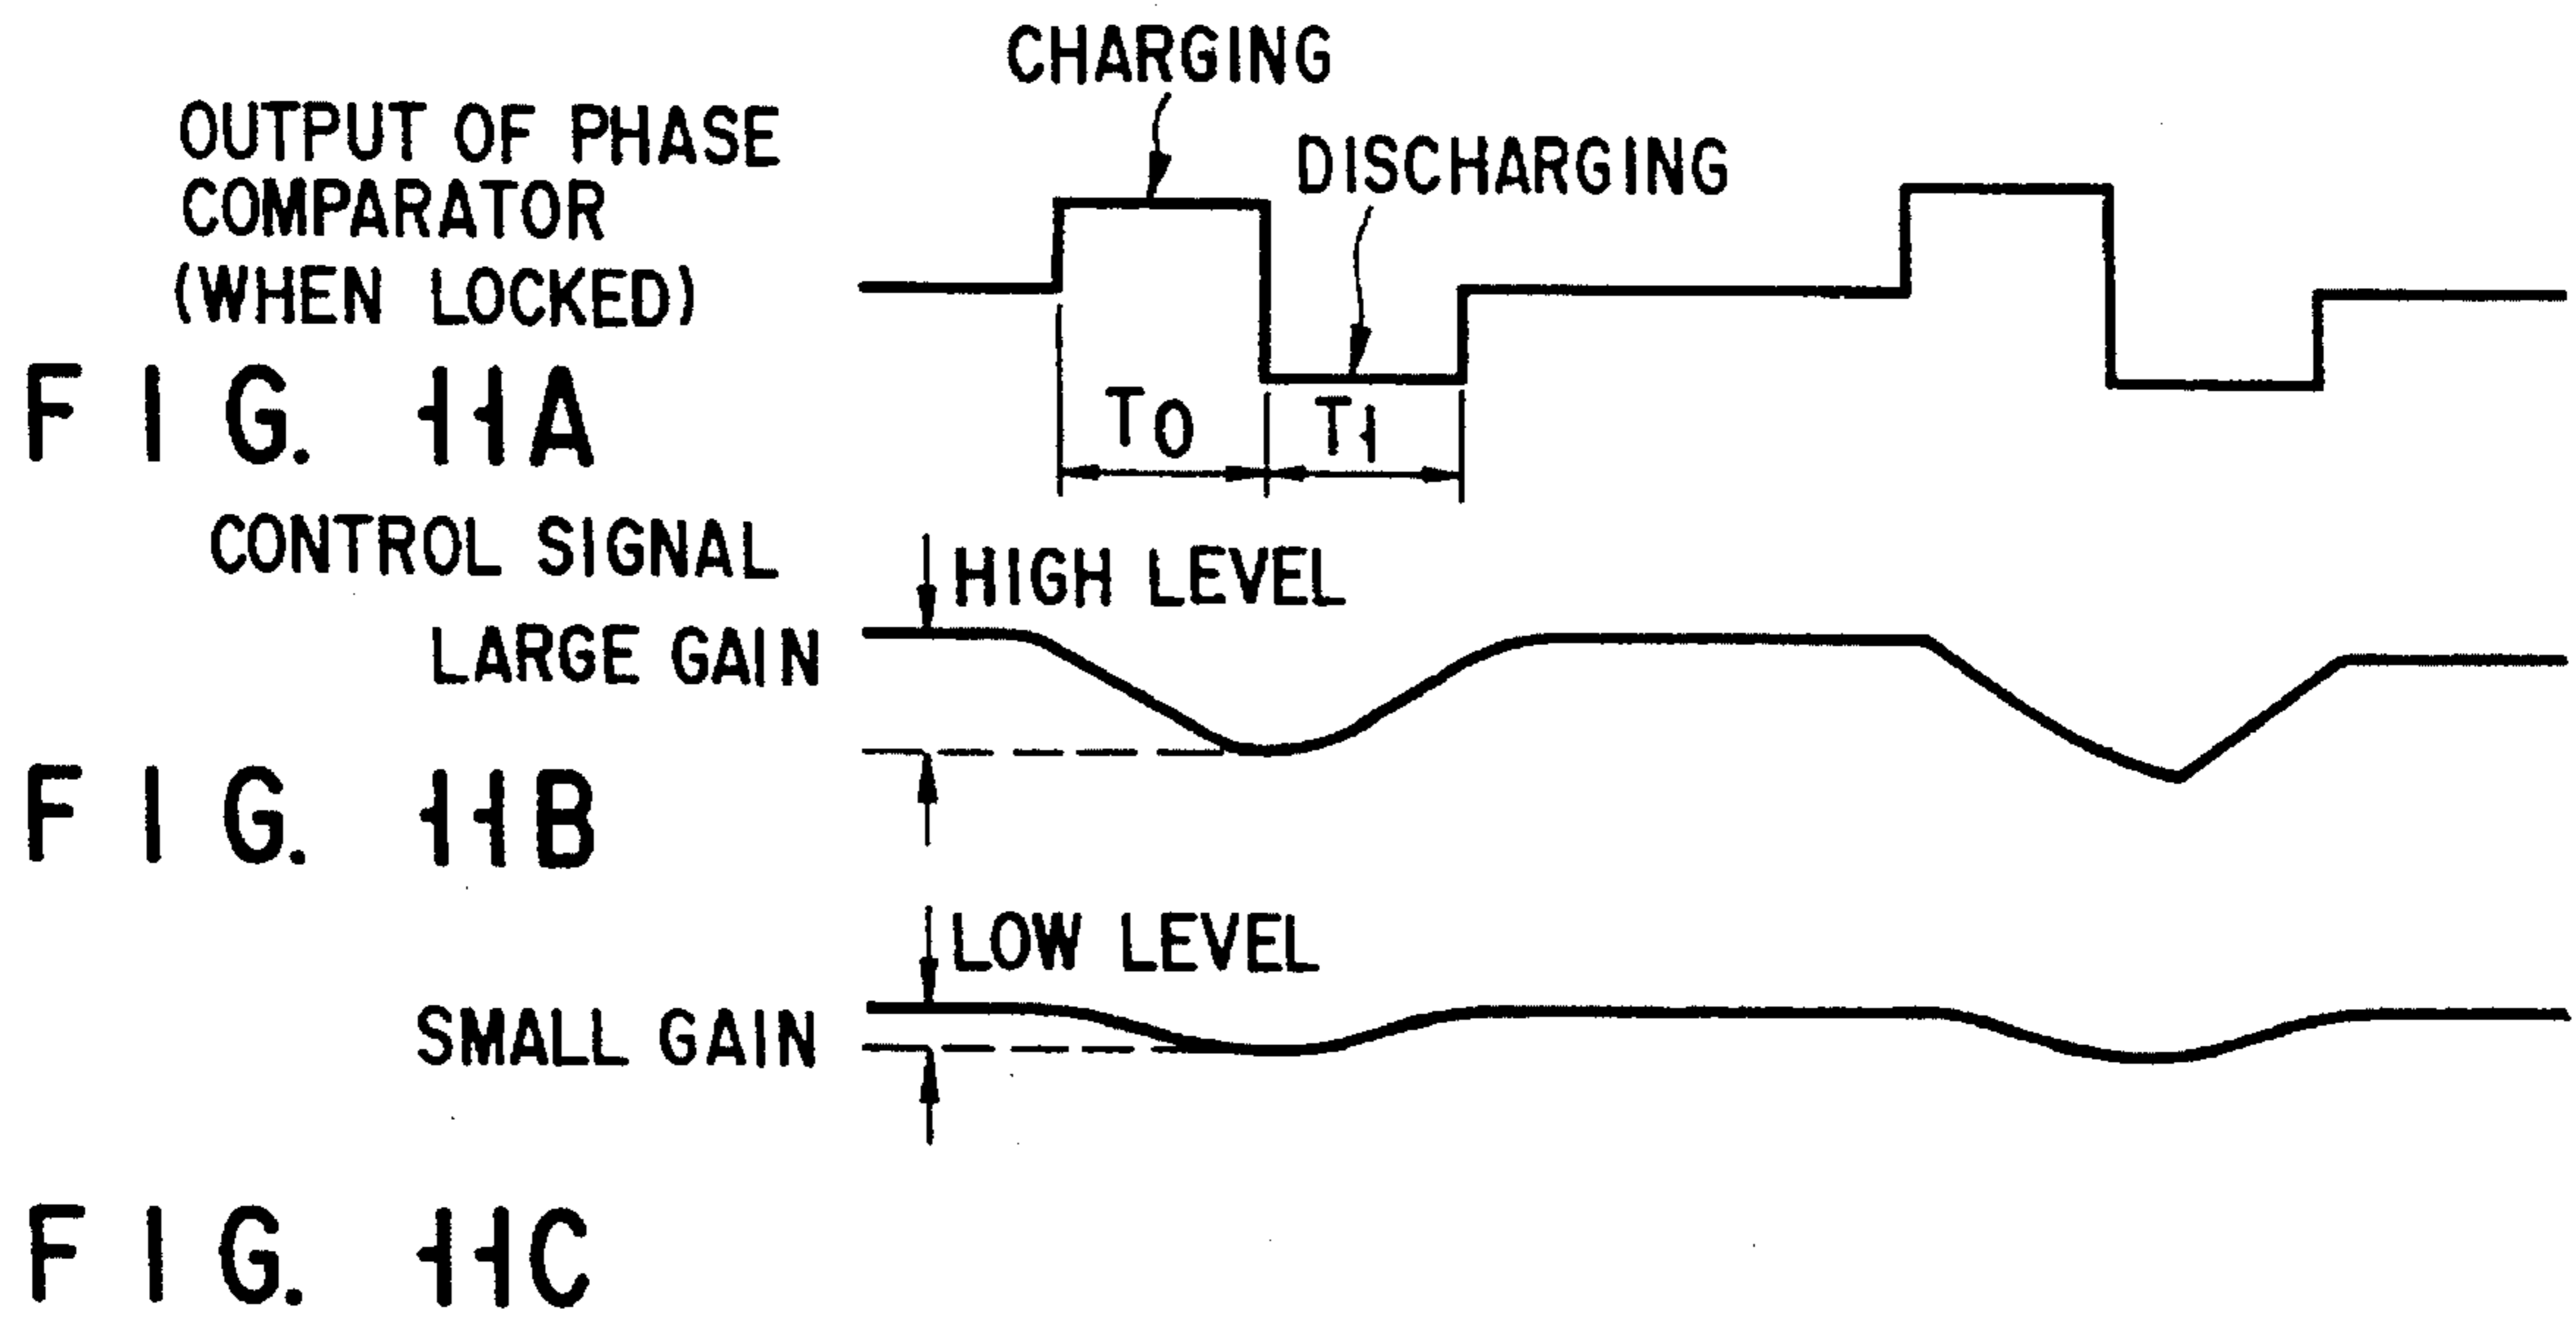 CHARGING
OUTPUT OF PHASE
COMPARATOR
(WHEN LOCKED)
DISCHARGING
FIG. 11A
T0
T1
CONTROL SIGNAL
HIGH LEVEL
LARGE GAIN
FIG. 11B
LOW LEVEL
SMALL GAIN
FIG. 11C